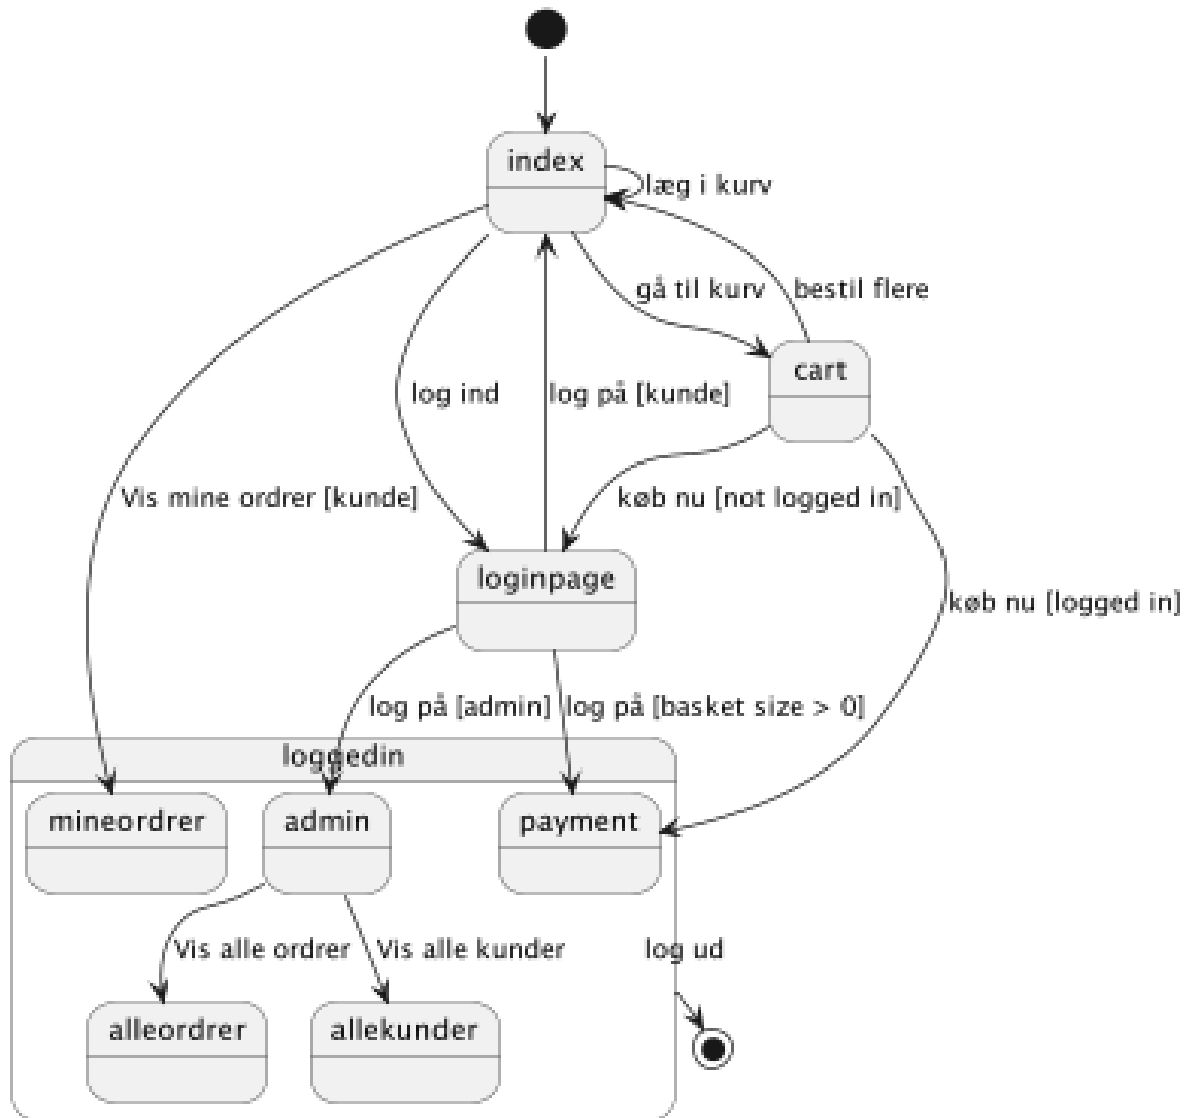 index
læg i kurv
gå til kurv
bestil flere
cart
log ind
log på [kunde]
Vis mine ordrer [kunde]
køb nu [not logged in]
loginpage
køb nu [logged in]
log på [admin]
log på [basket size > 0]
loggedin
mineordrer
admin
payment
Vis alle ordrer
Vis alle kunder
log ud
alleordrer
allekunder